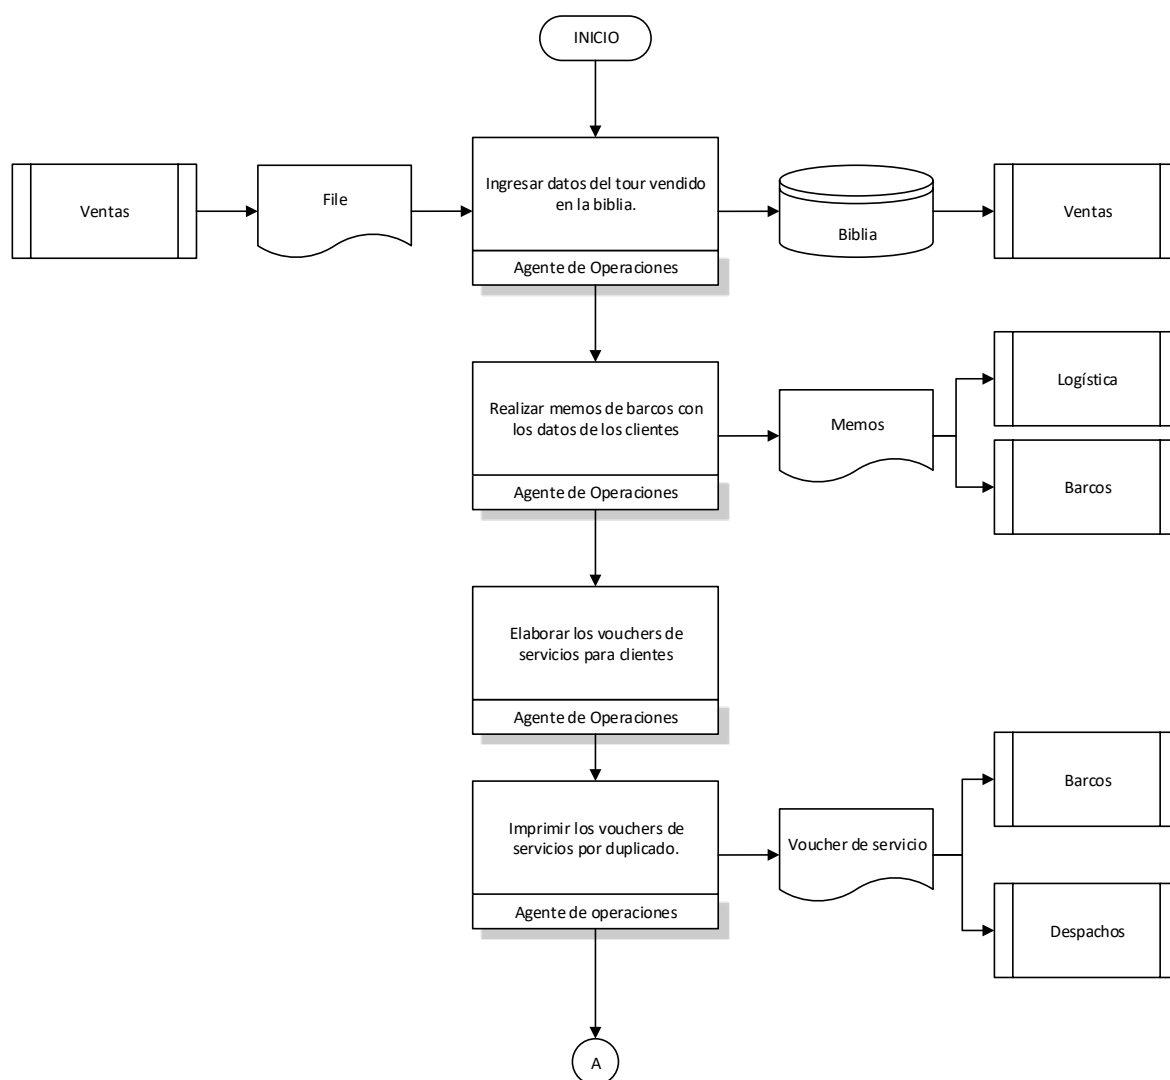 INICIO
Ventas
File
Ingresar datos del tour vendido
en la biblia.
Agente de Operaciones
Biblia
Ventas
Realizar memos de barcos con
los datos de los clientes
Agente de Operaciones
Memos
Logística
Barcos
Elaborar los vouchers de
servicios para clientes
Agente de Operaciones
Imprimir los vouchers de
servicios por duplicado.
Agente de operaciones
Voucher de servicio
Barcos
Despachos
A